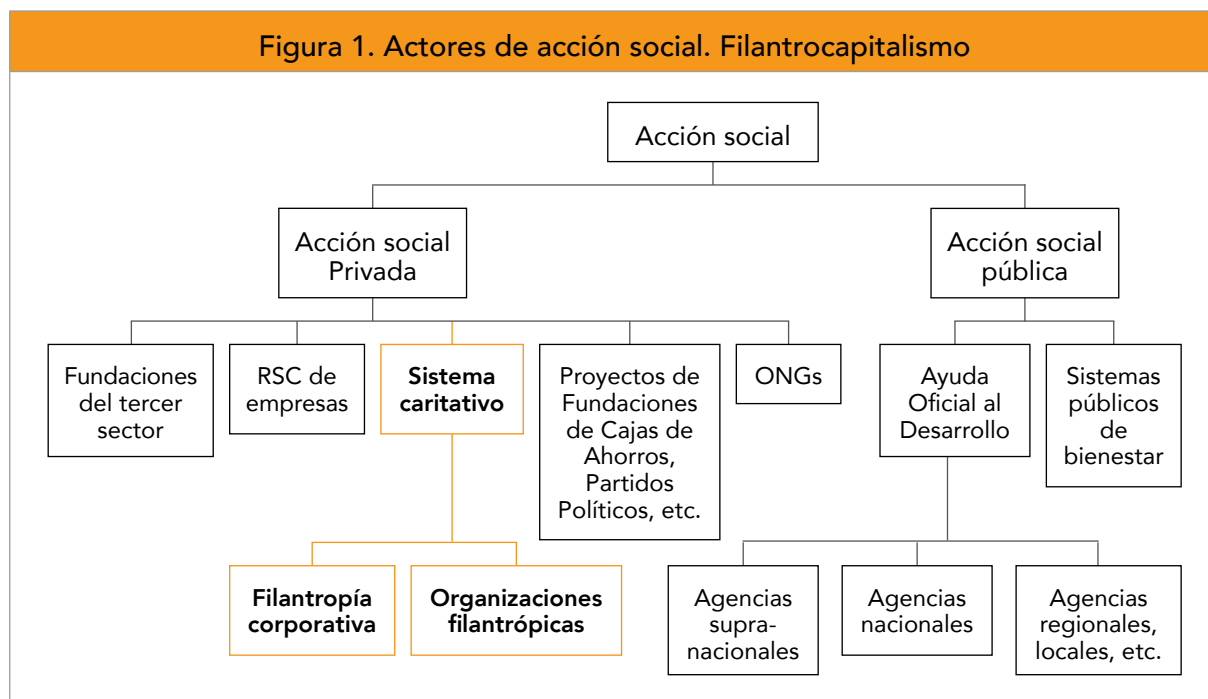 Figura 1. Actores de acción social. Filantrocapitalismo
Acción social
Acción social
Privada
Acción social
pública
Fundaciones
del tercer
sector
RSC de
empresas
Sistema
caritativo
Proyectos de
Fundaciones
de Cajas de
Ahorros,
Partidos
Políticos, etc.
ONGs
Ayuda
Oficial al
Desarrollo
Sistemas
públicos
de
bienestar
Filantropía
corporativa
Organizaciones
filantrópicas
Agencias
supra-
nacionales
Agencias
nacionales
Agencias
regionales,
locales, etc.